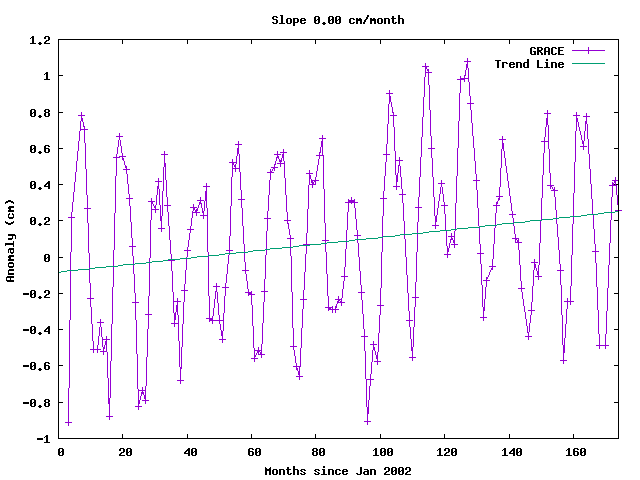 Slope 0.00 cm/month
GRACE
Trend Line
1.2
1
0.8
0.6
0.4
0.2
0
-0.2
-0.4
-0.6
-0.8
-1
Anomaly (cm)
0 20 40 60 80 100 120 140 160
Months since Jan 2002